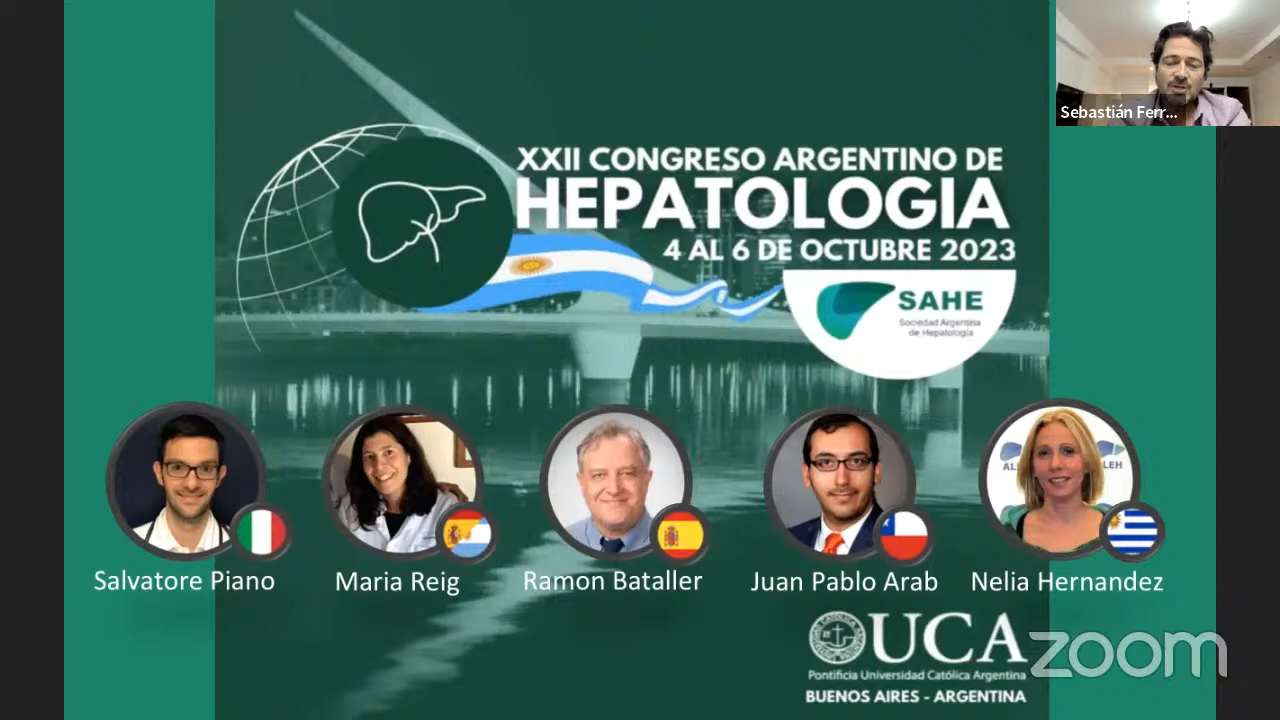 Sebastián Ferr...
XXII CONGRESO ARGENTINO DE
HEPATOLOGIA
4 AL 6 DE OCTUBRE 2023
SAHE
Sociedad Argentina
de Hepatología
AL
LEH
Salvatore Piano
Maria Reig
Ramon Bataller
Juan Pablo Arab
Nelia Hernandez
UCA
Pontificia Universidad Católica Argentina
BUENOS AIRES - ARGENTINA
zoom